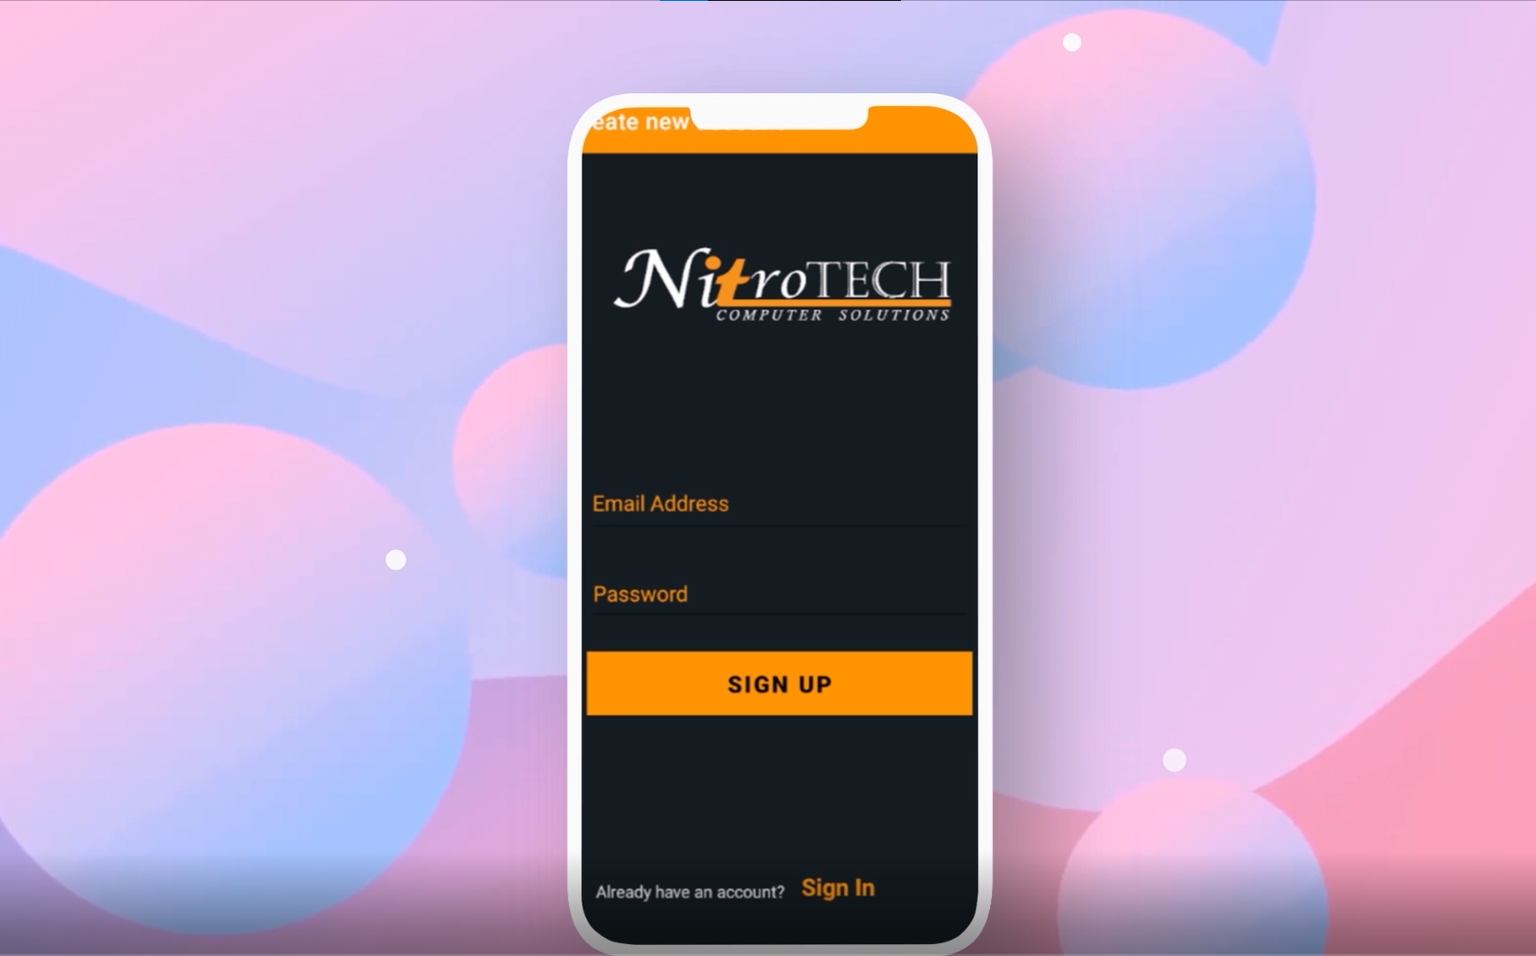 eate new
NitroTECH
COMPUTER SOLUTIONS
Email Address
Password
SIGN UP
Already have an account? Sign In